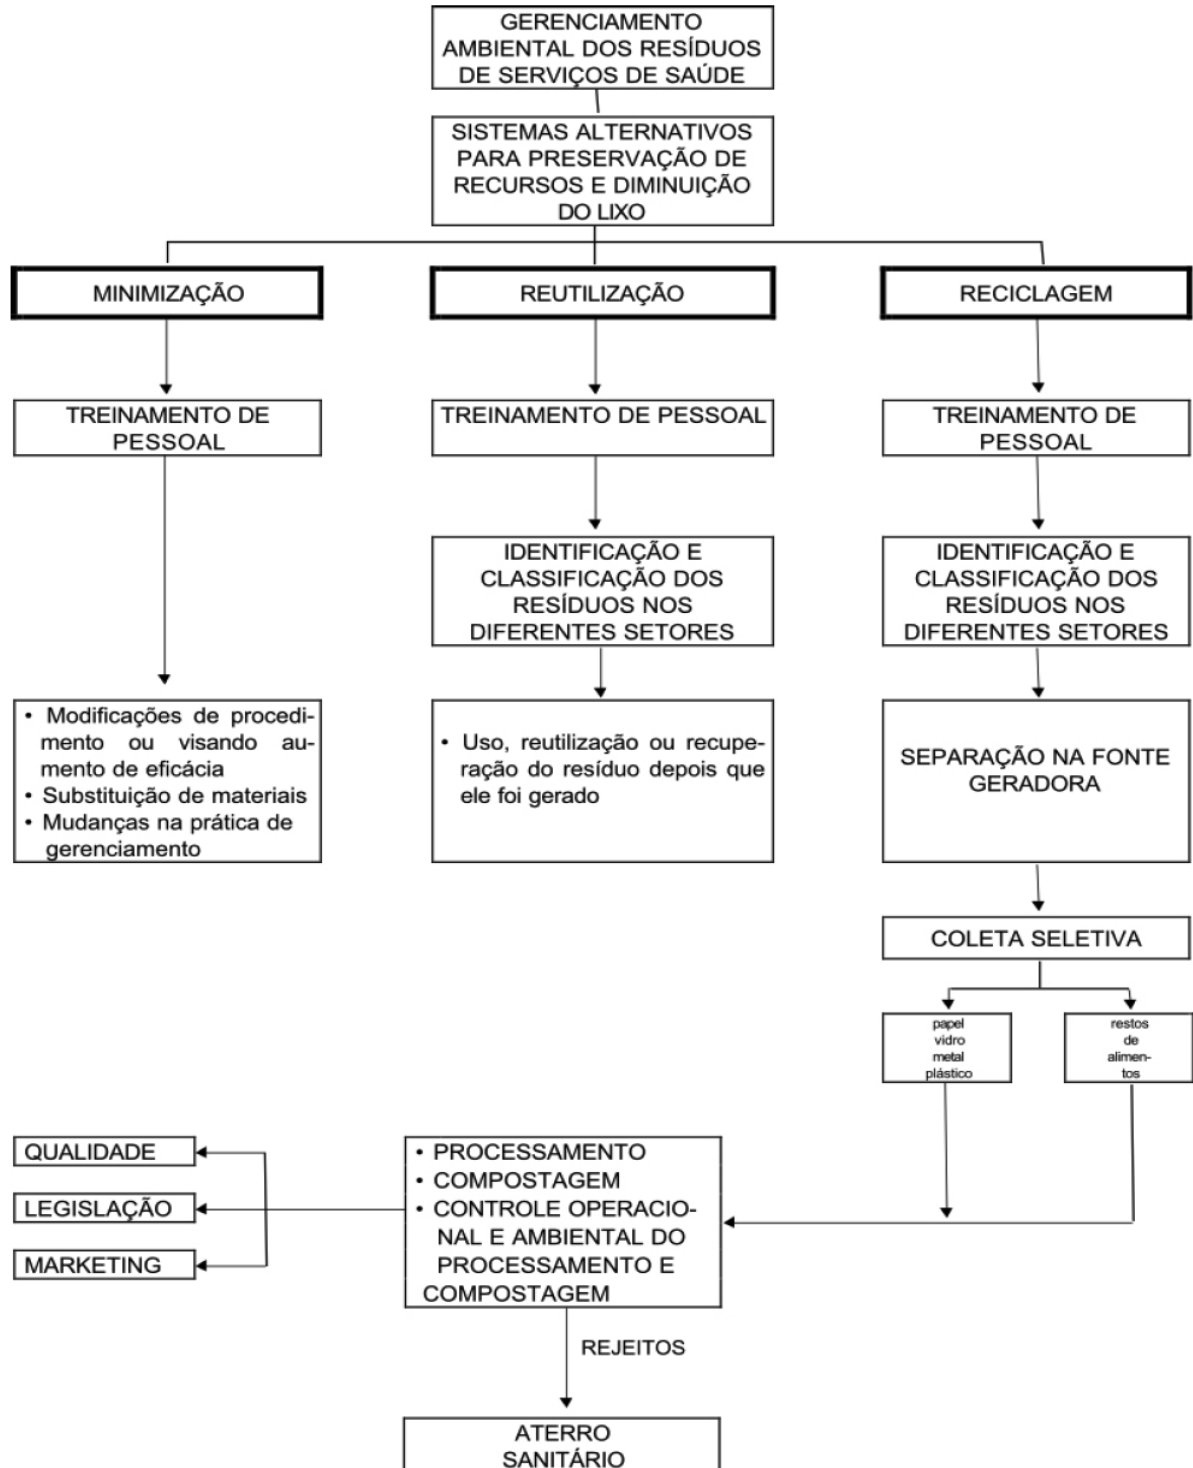 GERENCIAMENTO
AMBIENTAL DOS RESÍDUOS
DE SERVIÇOS DE SAÚDE
SISTEMAS ALTERNATIVOS
PARA PRESERVAÇÃO DE
RECURSOS E DIMINUIÇÃO
DO LIXO
MINIMIZAÇÃO
REUTILIZAÇÃO
RECICLAGEM
TREINAMENTO DE
PESSOAL
TREINAMENTO DE PESSOAL
TREINAMENTO DE
PESSOAL
IDENTIFICAÇÃO E
CLASSIFICAÇÃO DOS
RESÍDUOS NOS
DIFERENTES SETORES
IDENTIFICAÇÃO E
CLASSIFICAÇÃO DOS
RESÍDUOS NOS
DIFERENTES SETORES
• Modificações de procedi-
mento ou visando au-
mento de eficácia
• Substituição de materiais
• Mudanças na prática de
gerenciamento
• Uso, reutilização ou recupe-
ração do resíduo depois que
ele foi gerado
SEPARAÇÃO NA FONTE
GERADORA
COLETA SELETIVA
papel
vidro
metal
plástico
restos
de
alimen-
tos
QUALIDADE
LEGISLAÇÃO
MARKETING
• PROCESSAMENTO
• COMPOSTAGEM
• CONTROLE OPERACIO-
NAL E AMBIENTAL DO
PROCESSAMENTO E
COMPOSTAGEM
REJEITOS
ATERRO
SANITÁRIO